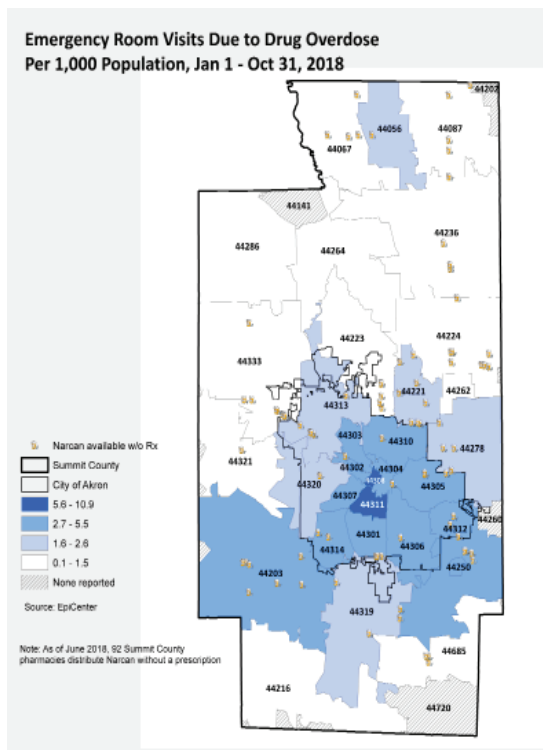 Emergency Room Visits Due to Drug Overdose
Per 1,000 Population, Jan 1 - Oct 31, 2018
44202
44056
44087
44067
44141
44236
44286
44264
44223
44224
44333
44262
44221
44313
44303
44310
44278
44321
44302
44304
44308
44305
44320
44307
44311
44260
44312
44301
44306
44314
44250
44203
44319
44685
44216
44720
Narcan available w/o Rx
Summit County
City of Akron
5.6 - 10.9
2.7 - 5.5
1.6 - 2.6
0.1 - 1.5
None reported
Source: EpiCenter
Note: As of June 2018, 92 Summit County
pharmacies distribute Narcan without a prescription